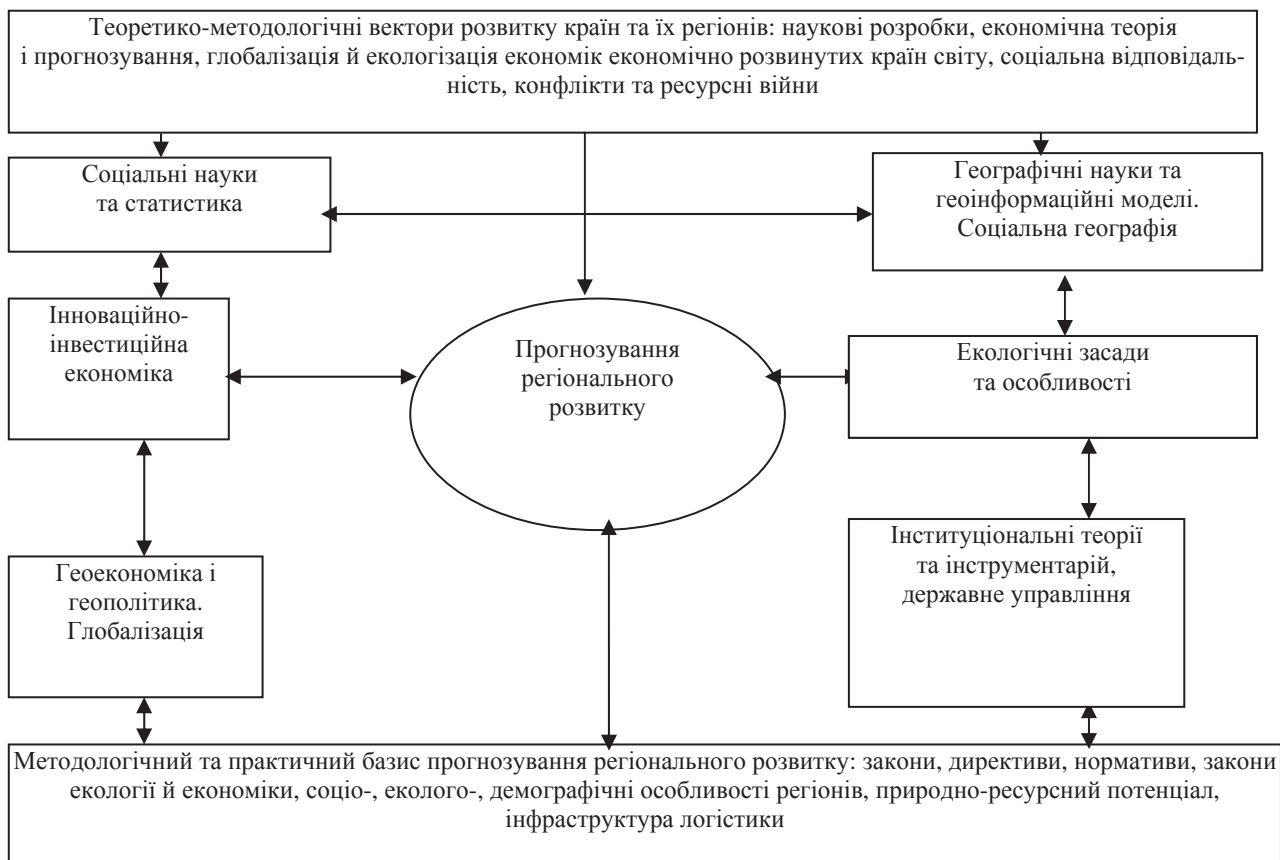 Теоретико-методологічні вектори розвитку країн та їх регіонів: наукові розробки, економічна теорія
і прогнозування, глобалізація й екологізація економік економічно розвинутих країн світу, соціальна відповідаль-
ність, конфлікти та ресурсні війни
Соціальні науки
та статистика
Географічні науки та
геоінформаційні моделі.
Соціальна географія
Інноваційно-
інвестиційна
економіка
Прогнозування
регіонального
розвитку
Екологічні засади
та особливості
Геоекономіка і
геополітика.
Глобалізація
Інституціональні теорії
та інструментарій,
державне управління
Методологічний та практичний базис прогнозування регіонального розвитку: закони, директиви, нормативи, закони
екології й економіки, соціо-, еколого-, демографічні особливості регіонів, природно-ресурсний потенціал,
інфраструктура логістики